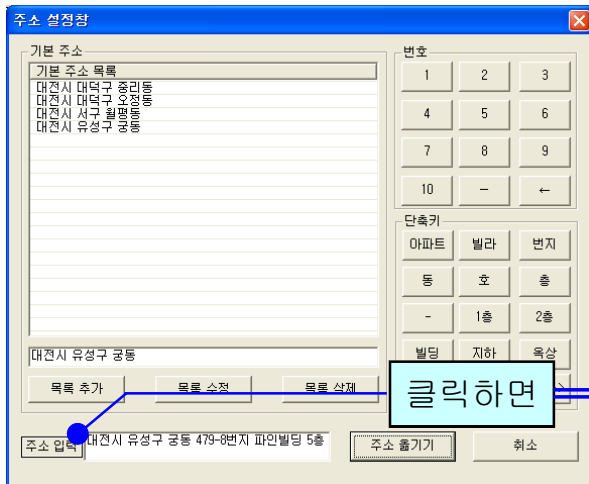 주소 설정창
기본 주소
기본 주소 목록
대전시 대덕구 중리동
대전시 대덕구 오정동
대전시 서구 월평동
대전시 유성구 궁동
대전시 유성구 궁동
목록 추가 목록 수정 목록 삭제
번호
1 2 3
4 5 6
7 8 9
10 - ←
단축키
아파트 빌라 번지
동 호 층
- 1층 2층
빌딩 지하 옥상
클릭하면
주소 입력 대전시 유성구 궁동 479-8번지 파인빌딩 5층 주소 옮기기 취소